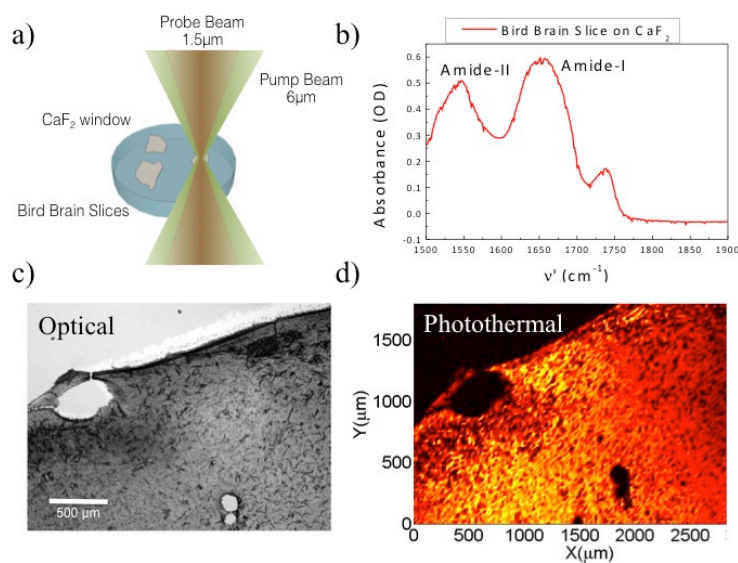 a)
Probe Beam
1.5μm
Pump Beam
6μm
CaF₂ window
Bird Brain Slices
b)
Bird Brain Slice on CaF₂
Amide-II
Amide-I
Absorbance (OD)
0.6
0.5
0.4
0.3
0.2
0.1
0.0
-0.1
1500 1550 1600 1650 1700 1750 1800 1850 1900
ν' (cm⁻¹)
c)
Optical
500 μm
d)
Photothermal
Y(μm)
1500
1000
500
0
0 500 1000 1500 2000 2500
X(μm)